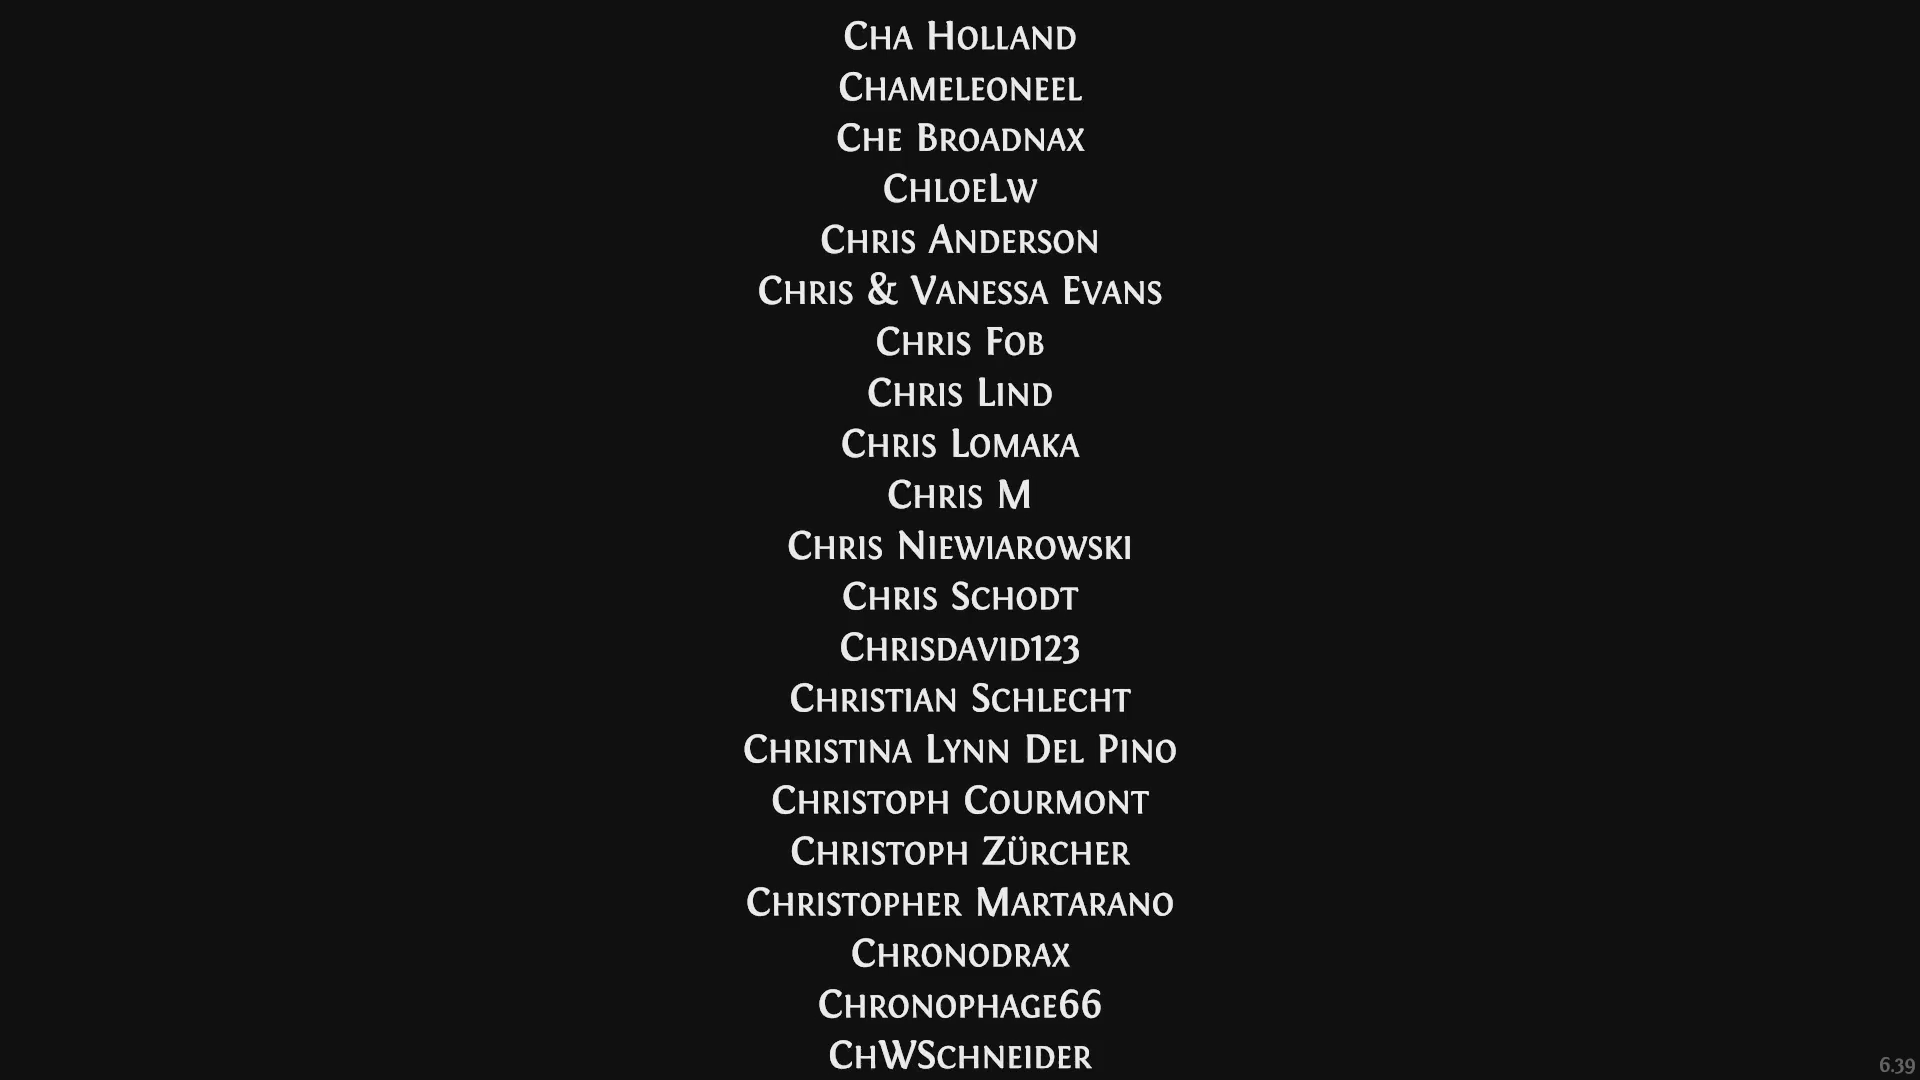 Cha Holland
Chameleoneel
Che Broadnax
ChloeLw
Chris Anderson
Chris & Vanessa Evans
Chris Fob
Chris Lind
Chris Lomaka
Chris M
Chris Niewiarowski
Chris Schodt
Chrisdavid123
Christian Schlecht
Christina Lynn Del Pino
Christoph Courmont
Christoph Zürcher
Christopher Martarano
Chronodrax
Chronophage66
ChWSchneider
6.39